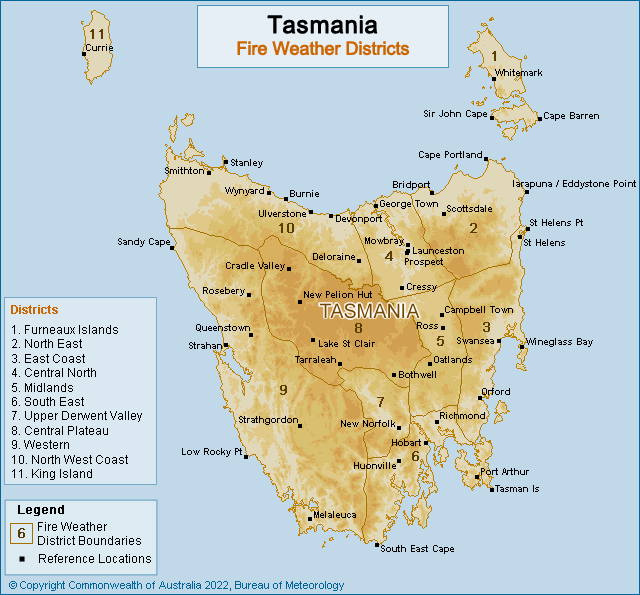 Tasmania
Fire Weather Districts
11
Currie
1
Whitemark
Sir John Cape
Cape Barren
Cape Portland
Stanley
Smithton
Wynyard
Burnie
Bridport
larapuna / Eddystone Point
George Town
Ulverstone
Devonport
Scottsdale
10
2
St Helens Pt
Sandy Cape
Mowbray
St Helens
Deloraine
4
Launceston
Prospect
Cradle Valley
Rosebery
New Pelion Hut
Cressy
TASMANIA
Campbell Town
Queenstown
8
Ross
3
Strahan
Lake St Clair
5
Swansea
Wineglass Bay
Tarraleah
Oatlands
Bothwell
9
7
Orford
Strathgordon
New Norfolk
Richmond
Hobart
Low Rocky Pt
6
Huonville
Port Arthur
Tasman Is
Melaleuca
South East Cape
Districts
1. Furneaux Islands
2. North East
3. East Coast
4. Central North
5. Midlands
6. South East
7. Upper Derwent Valley
8. Central Plateau
9. Western
10. North West Coast
11. King Island
Legend
6
Fire Weather
District Boundaries
Reference Locations
© Copyright Commonwealth of Australia 2022, Bureau of Meteorology